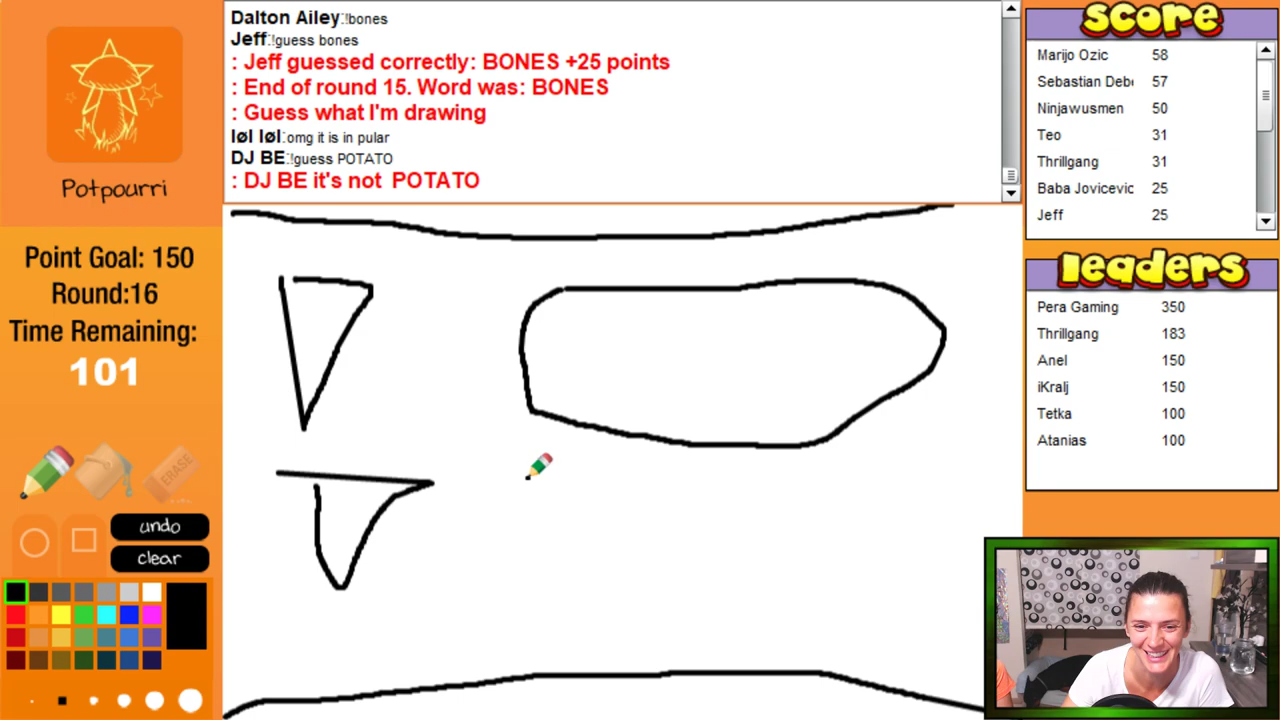 Dalton Ailey:!bones
Jeff:!guess bones
: Jeff guessed correctly: BONES +25 points
: End of round 15. Word was: BONES
: Guess what I'm drawing
løl løl:omg it is in pular
DJ BE:!guess POTATO
: DJ BE it's not POTATO
Potpourri
Point Goal: 150
Round:16
Time Remaining:
101
ERASE
undo
clear
score
Marijo Ozic 58
Sebastian Deb 57
Ninjawusmen 50
Teo 31
Thrillgang 31
Baba Jovicevic 25
Jeff 25
leaders
Pera Gaming 350
Thrillgang 183
Anel 150
iKralj 150
Tetka 100
Atanias 100